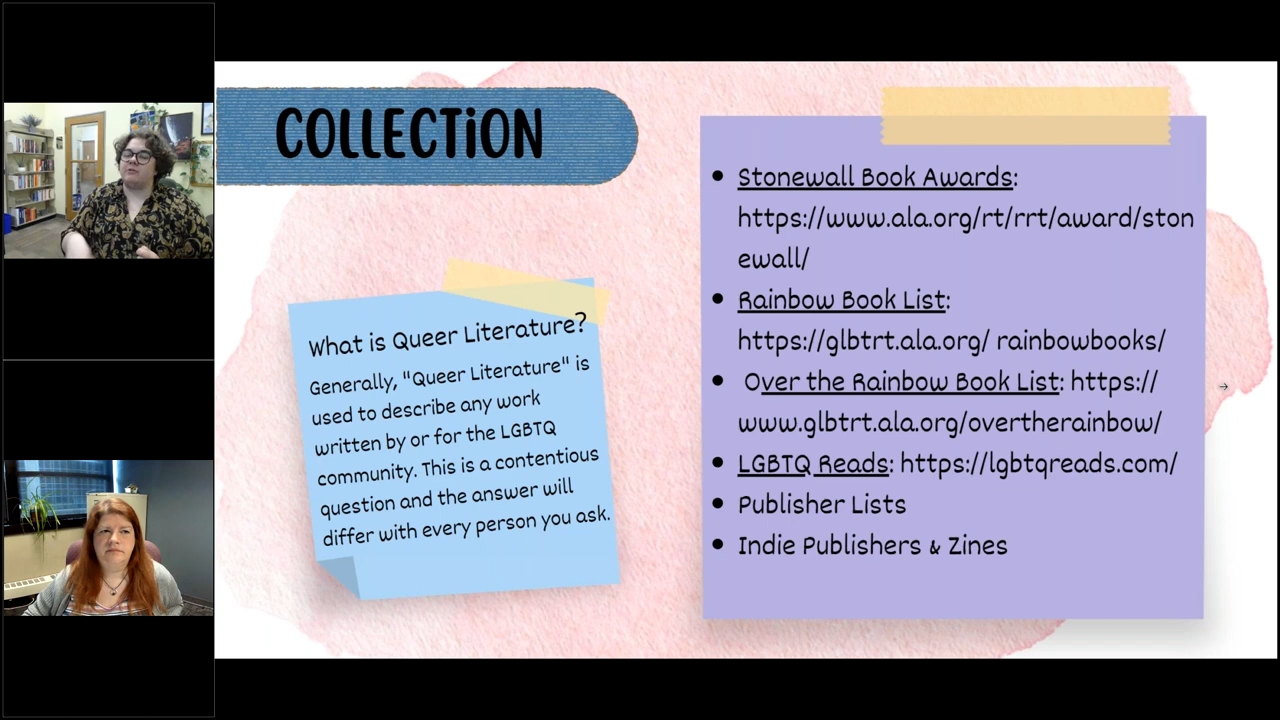 COLLECTION
What is Queer Literature?
Generally, "Queer Literature" is
used to describe any work
written by or for the LGBTQ
community. This is a contentious
question and the answer will
differ with every person you ask.
• Stonewall Book Awards:
https://www.ala.org/rt/rrt/award/ston
ewall/
• Rainbow Book List:
https://glbtrt.ala.org/ rainbowbooks/
• Over the Rainbow Book List: https://
www.glbtrt.ala.org/overtherainbow/
• LGBTQ Reads: https://lgbtqreads.com/
• Publisher Lists
• Indie Publishers & Zines